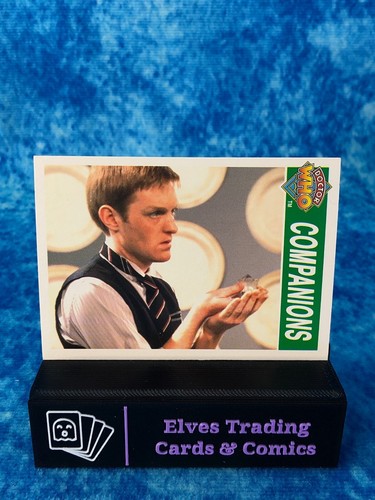 DOCTOR
WHO
TM
COMPANIONS
Elves Trading
Cards & Comics